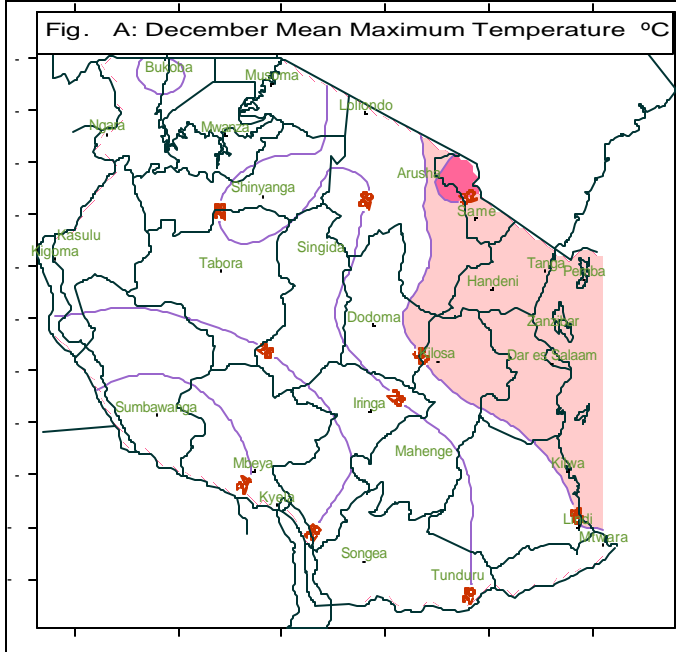 Fig. A: December Mean Maximum Temperature ºC
Bukoba
Musoma
Loliondo
Ngara
Mwanza
Arusha
Shinyanga
Same
Kasulu
Singida
Kigoma
Tabora
Tanga
Pemba
Handeni
Dodoma
Zanzibar
Kilosa
Dar es Salaam
Sumbawanga
Iringa
Mahenge
Mbeya
Kilwa
Kyela
Lindi
Mtwara
Songea
Tunduru